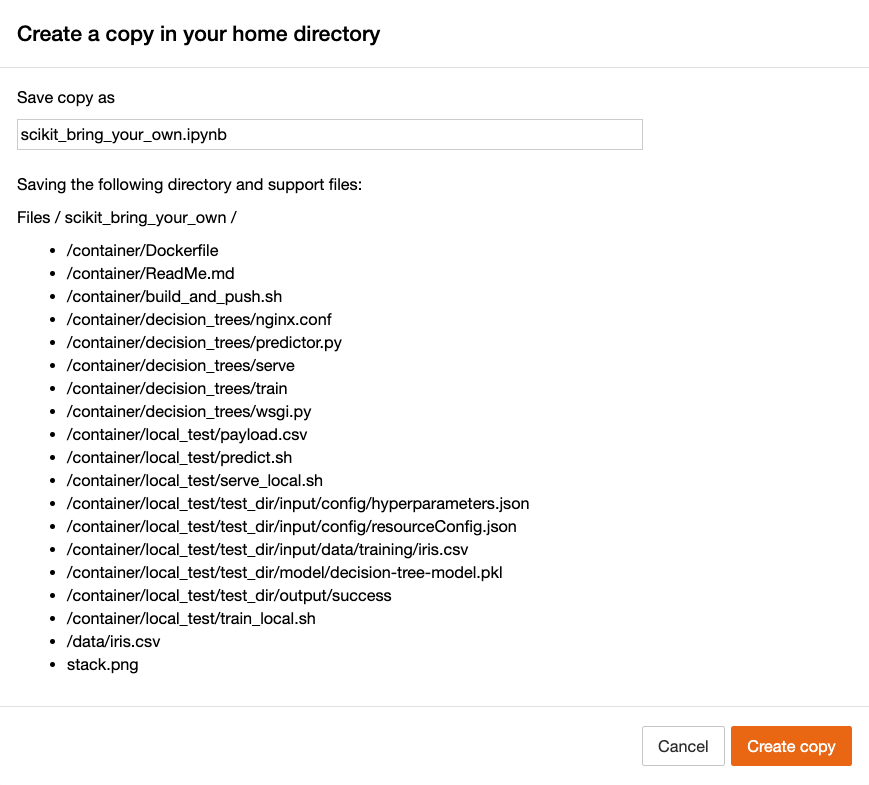 Create a copy in your home directory
Save copy as
scikit_bring_your_own.ipynb
Saving the following directory and support files:
Files / scikit_bring_your_own /
• /container/Dockerfile
• /container/ReadMe.md
• /container/build_and_push.sh
• /container/decision_trees/nginx.conf
• /container/decision_trees/predictor.py
• /container/decision_trees/serve
• /container/decision_trees/train
• /container/decision_trees/wsgi.py
• /container/local_test/payload.csv
• /container/local_test/predict.sh
• /container/local_test/serve_local.sh
• /container/local_test/test_dir/input/config/hyperparameters.json
• /container/local_test/test_dir/input/config/resourceConfig.json
• /container/local_test/test_dir/input/data/training/iris.csv
• /container/local_test/test_dir/model/decision-tree-model.pkl
• /container/local_test/test_dir/output/success
• /container/local_test/train_local.sh
• /data/iris.csv
• stack.png
Cancel Create copy